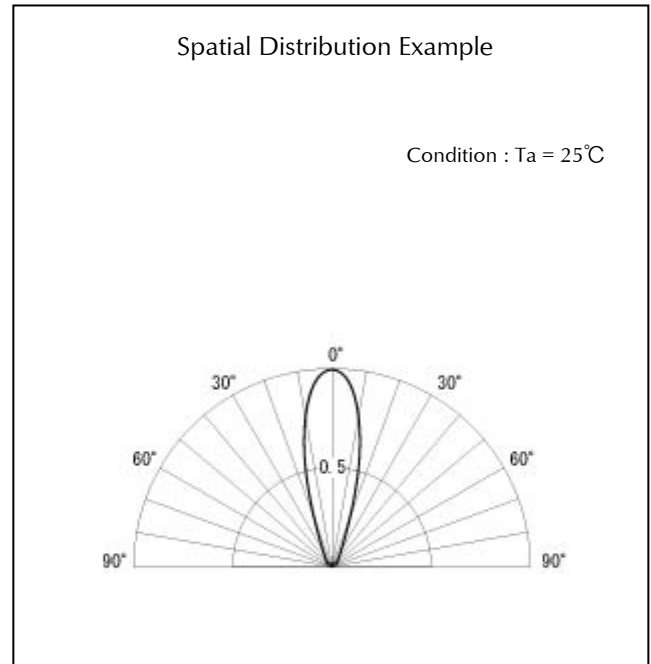 Spatial Distribution Example
Condition : Ta = 25℃
0°
30° 30°
60° 60°
0.5
90° 90°